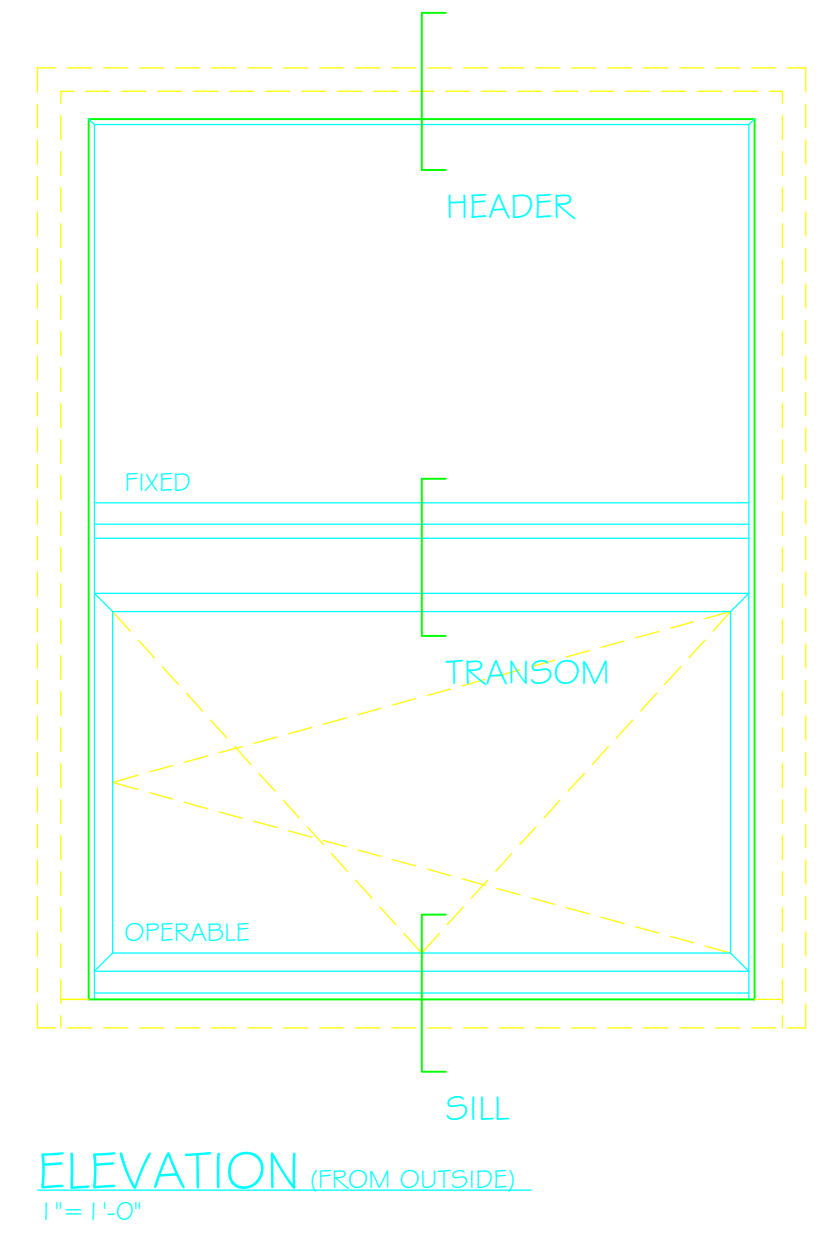 HEADER
FIXED
TRANSOM
OPERABLE
SILL
ELEVATION (FROM OUTSIDE)
1"=1'-0"